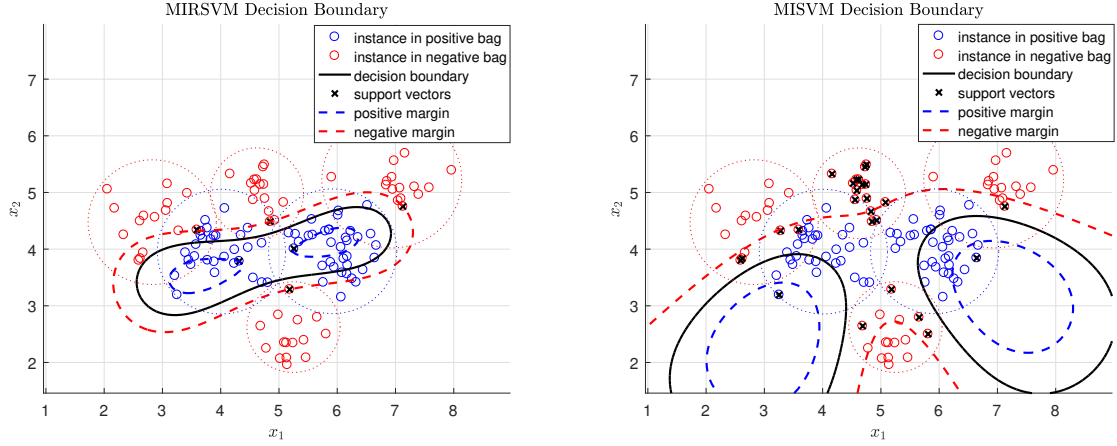 MIRSVM Decision Boundary
instance in positive bag
instance in negative bag
decision boundary
support vectors
positive margin
negative margin
7
6
5
4
3
2
x2
1 2 3 4 5 6 7 8
x1
MISVM Decision Boundary
instance in positive bag
instance in negative bag
decision boundary
support vectors
positive margin
negative margin
7
6
5
4
3
2
x2
1 2 3 4 5 6 7 8
x1